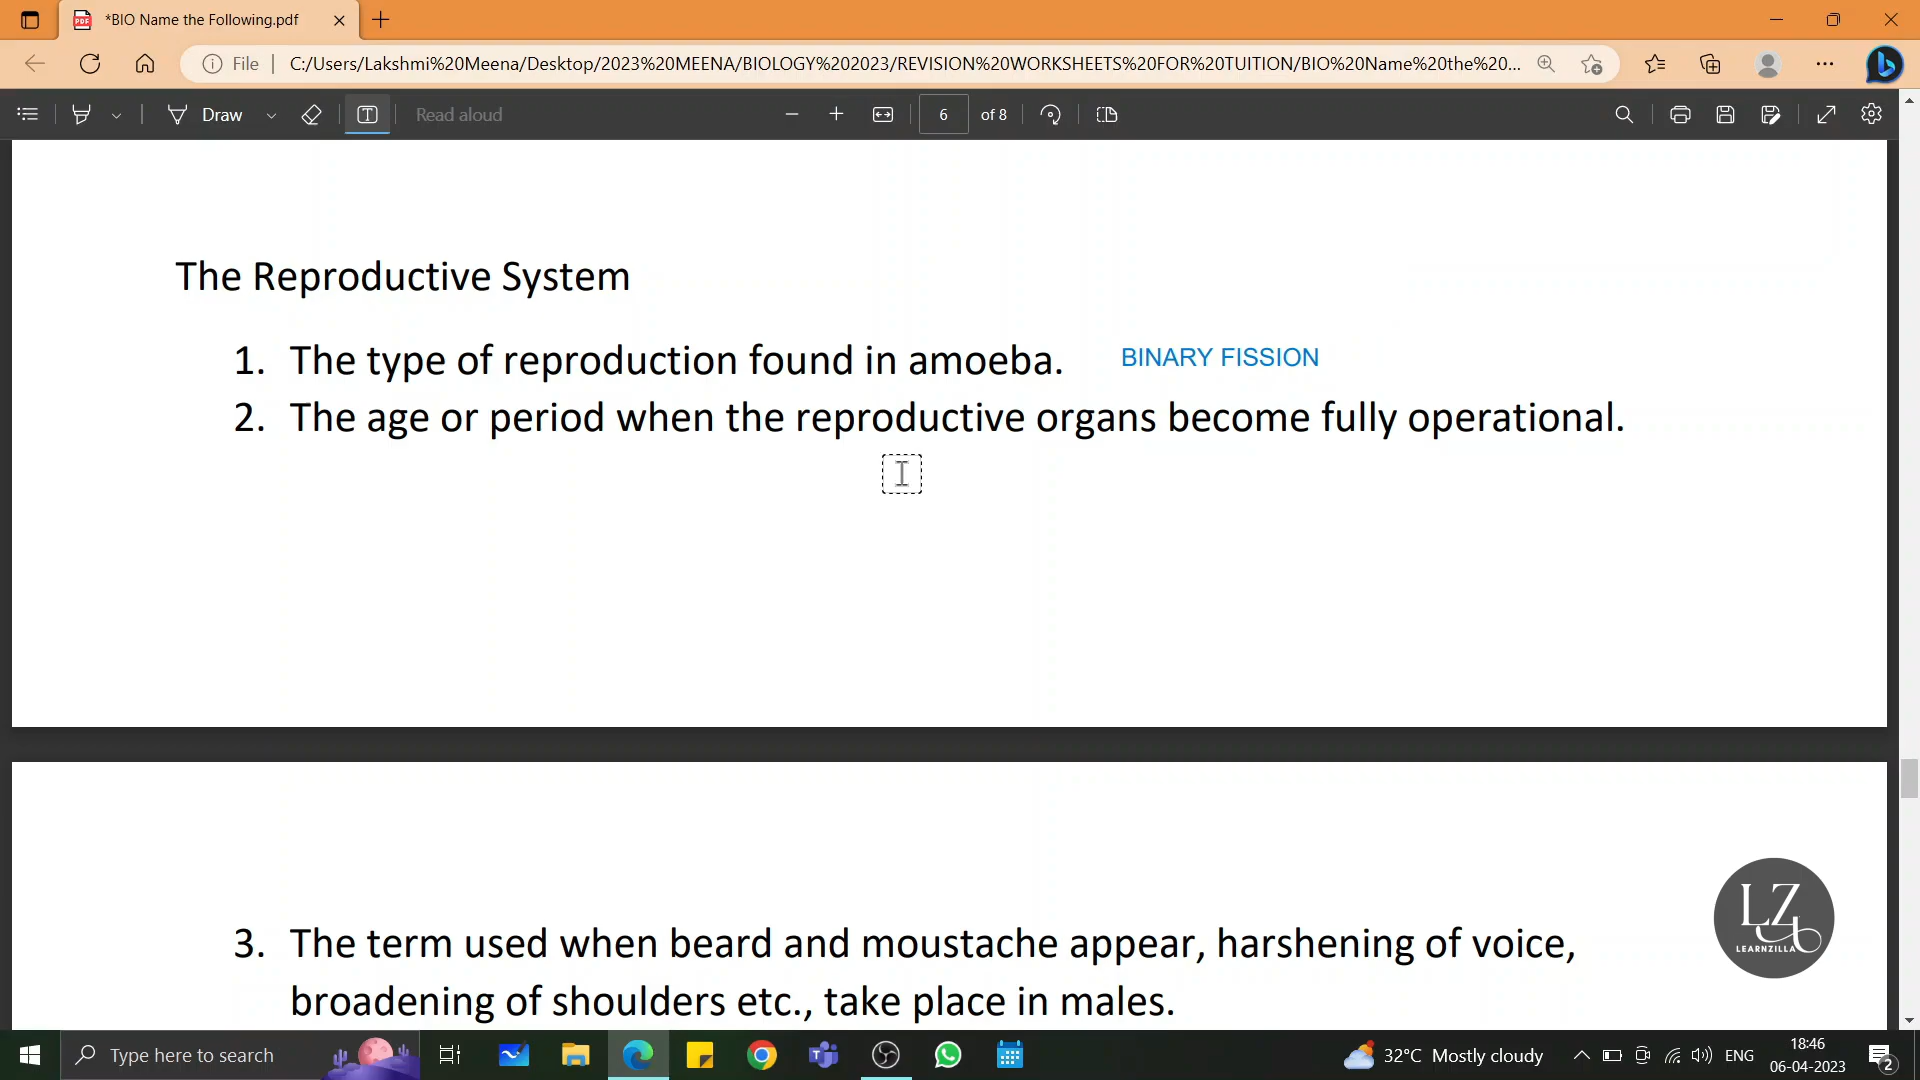 *BIO Name the Following.pdf
File
C:/Users/Lakshmi%20Meena/Desktop/2023%20MEENA/BIOLOGY%202023/REVISION%20WORKSHEETS%20FOR%20TUITION/BIO%20Name%20the%20...
Draw
Read aloud
6 of 8
The Reproductive System
1. The type of reproduction found in amoeba. BINARY FISSION
2. The age or period when the reproductive organs become fully operational.
LZ
LEARNZILLA
3. The term used when beard and moustache appear, harshening of voice,
broadening of shoulders etc., take place in males.
Type here to search
32°C Mostly cloudy
ENG
18:46
06-04-2023
2